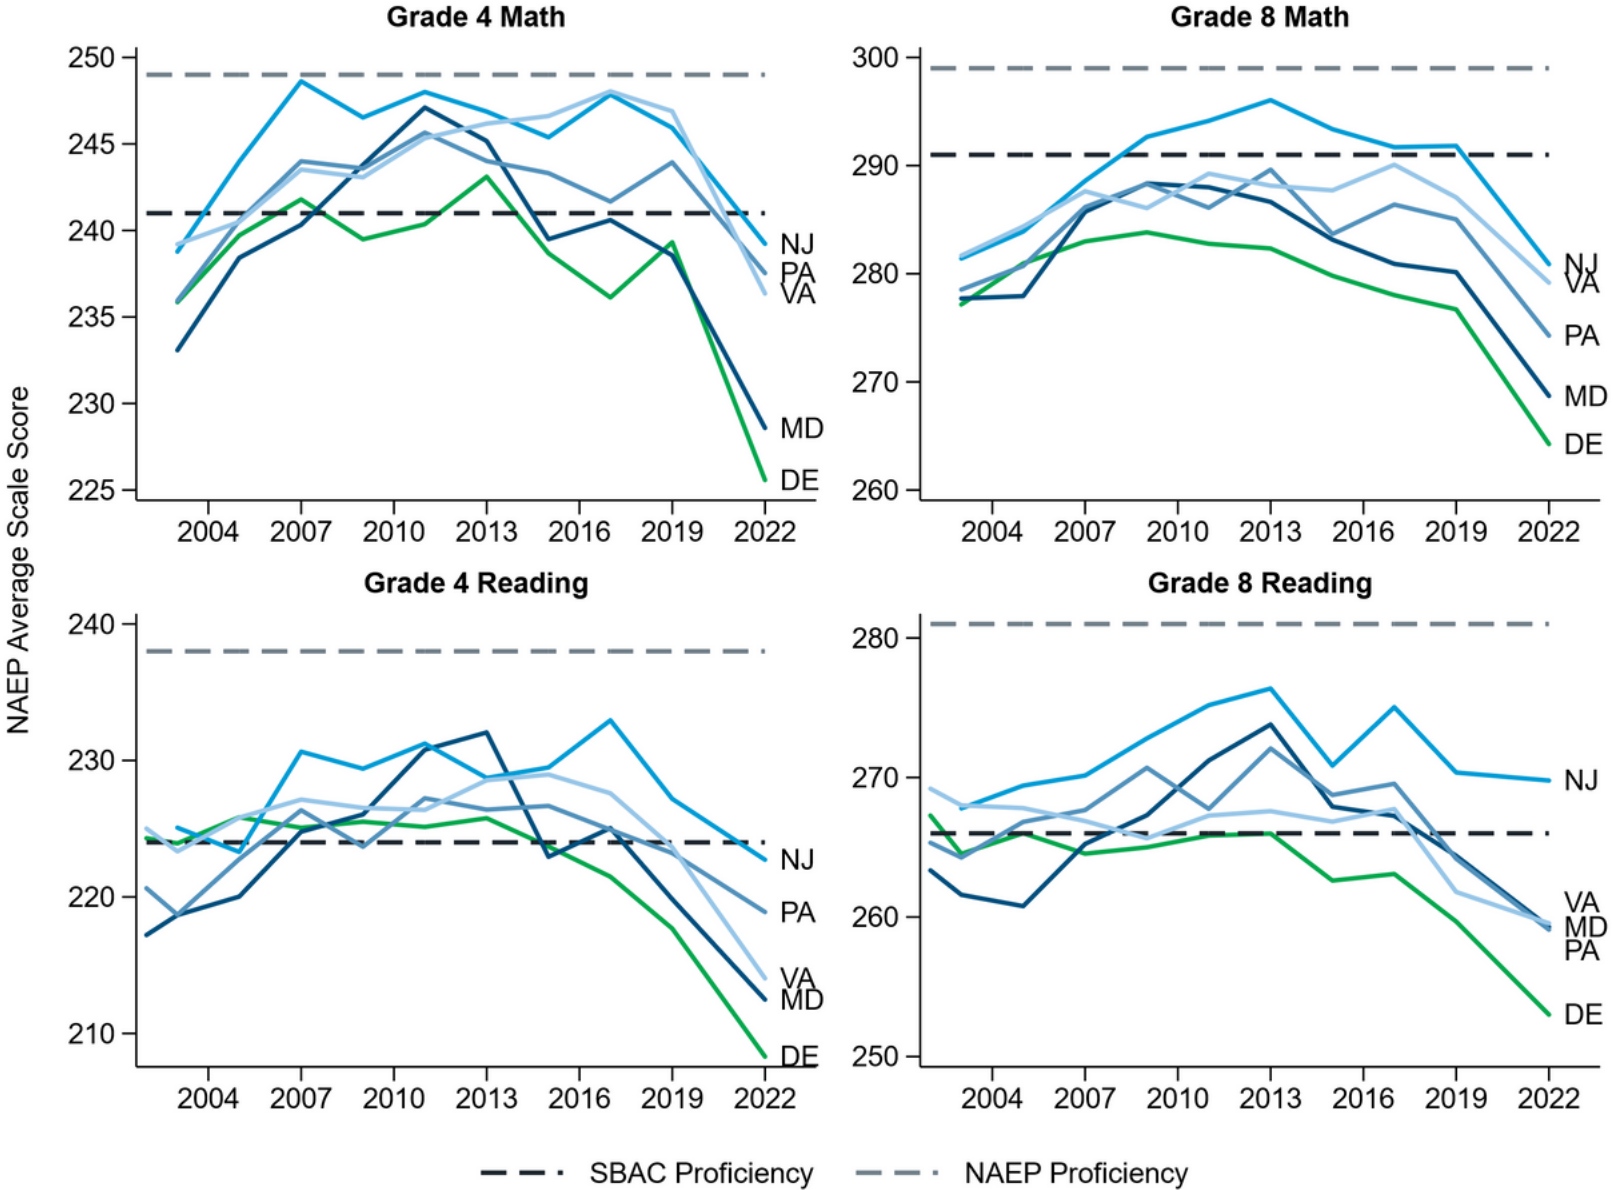 Grade 4 Math
250
245
240
235
230
225
NJ
PA
VA
MD
DE
2004 2007 2010 2013 2016 2019 2022
Grade 8 Math
300
290
280
270
260
NJ
VA
PA
MD
DE
2004 2007 2010 2013 2016 2019 2022
NAEP Average Scale Score
Grade 4 Reading
240
230
220
210
NJ
PA
VA
MD
DE
2004 2007 2010 2013 2016 2019 2022
Grade 8 Reading
280
270
260
250
NJ
VA
MD
PA
DE
2004 2007 2010 2013 2016 2019 2022
SBAC Proficiency NAEP Proficiency